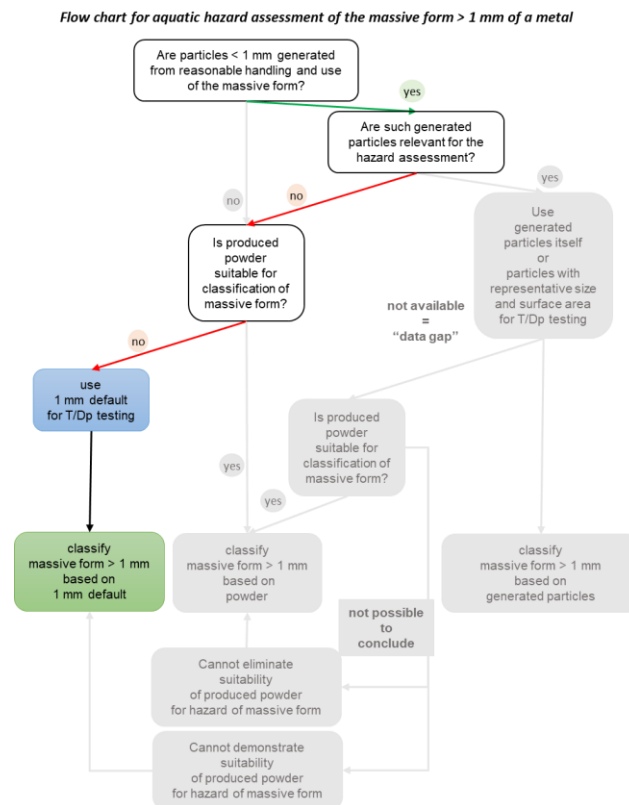 Flow chart for aquatic hazard assessment of the massive form > 1 mm of a metal
Are particles < 1 mm generated
from reasonable handling and use
of the massive form?
yes
Are such generated
particles relevant for the
hazard assessment?
no
no
yes
Is produced
powder
suitable for
classification of
massive form?
Use
generated
particles itself
or
particles with
representative size
and surface area
for T/Dp testing
not available
=
“data gap”
no
use
1 mm default
for T/Dp testing
Is produced
powder
suitable for
classification of
massive form?
yes
yes
classify
massive form > 1 mm
based on
1 mm default
classify
massive form > 1 mm
based on
powder
classify
massive form > 1 mm
based on
generated particles
not possible
to
conclude
Cannot eliminate
suitability
of produced powder
for hazard of massive form
Cannot demonstrate
suitability
of produced powder
for hazard of massive form